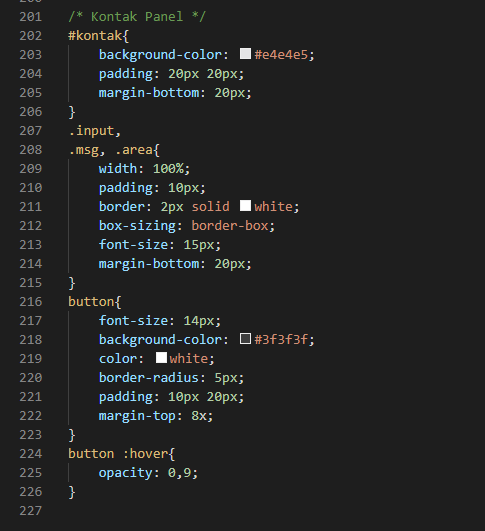 201 /* Kontak Panel */
202 #kontak{
203     background-color: #e4e4e5;
204     padding: 20px 20px;
205     margin-bottom: 20px;
206 }
207 .input,
208 .msg, .area{
209     width: 100%;
210     padding: 10px;
211     border: 2px solid white;
212     box-sizing: border-box;
213     font-size: 15px;
214     margin-bottom: 20px;
215 }
216 button{
217     font-size: 14px;
218     background-color: #3f3f3f;
219     color: white;
220     border-radius: 5px;
221     padding: 10px 20px;
222     margin-top: 8x;
223 }
224 button :hover{
225     opacity: 0,9;
226 }
227